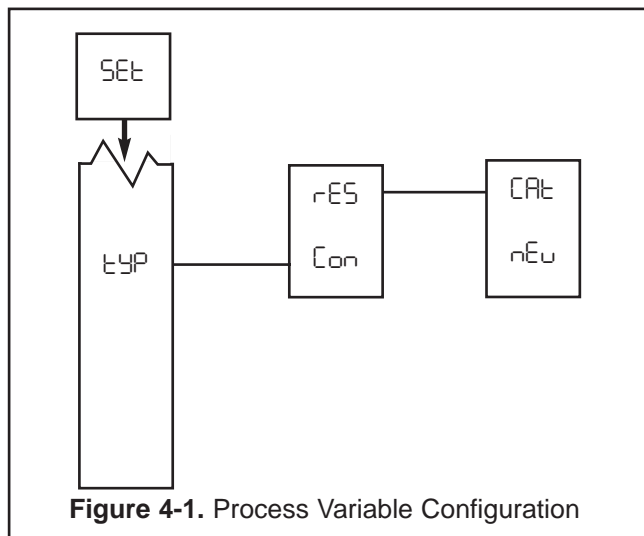 SEt
tYP
rES
Con
CAt
nEu
Figure 4-1. Process Variable Configuration